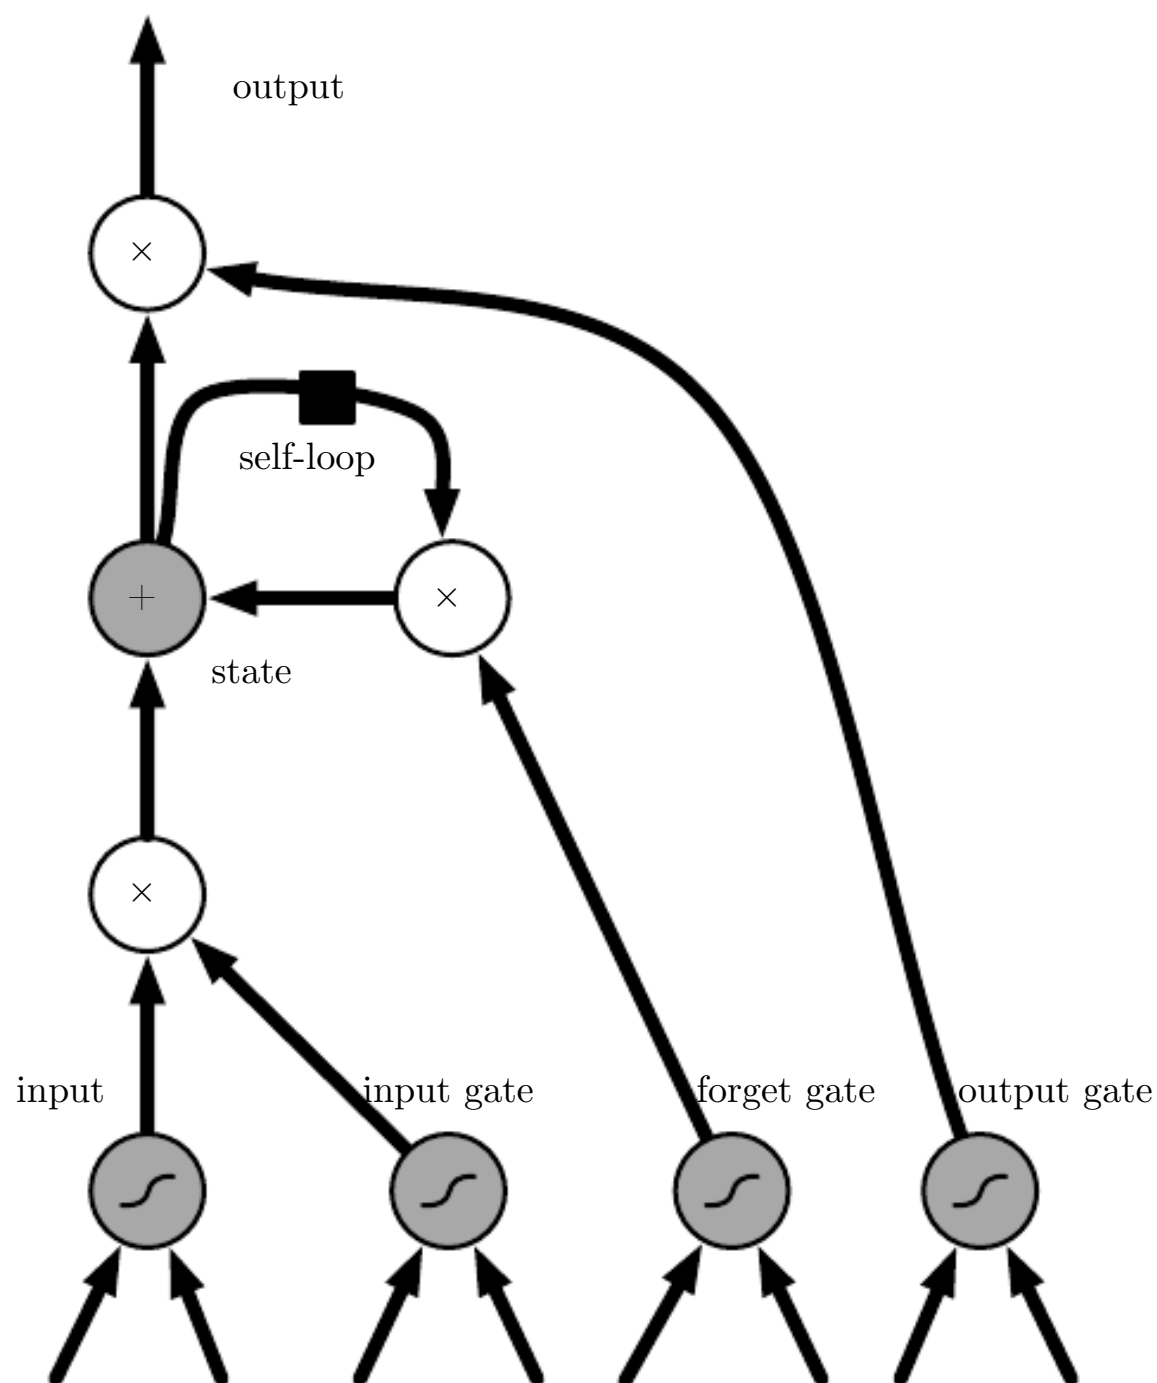 output
×
self-loop
+
×
state
×
input
input gate
forget gate
output gate